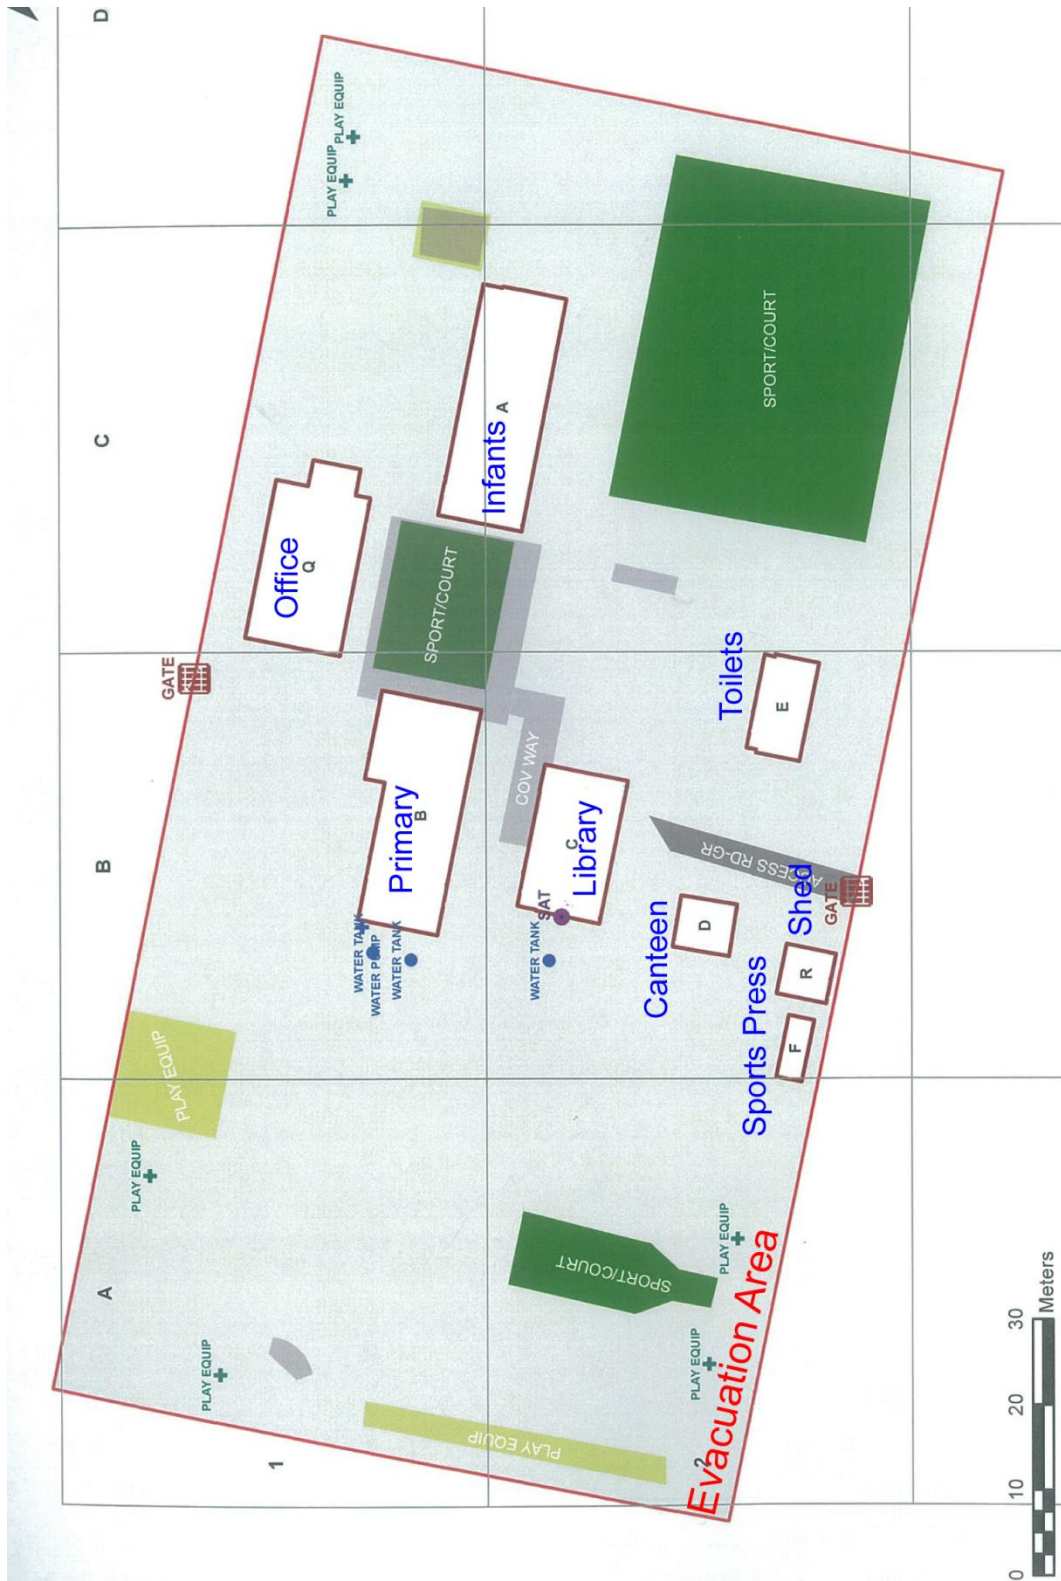 D
PLAY EQUIP
PLAY EQUIP
SPORT/COURT
C
A
Infants
Office
Q
SPORT/COURT
GATE
Toilets
E
COV WAY
Primary
B
C
Library
ACCESS RD-GR
B
SAT
Shed
GATE
Canteen
D
WATER TANK
WATER PUMP
WATER TANK
WATER TANK
R
Sports Press
F
PLAY EQUIP
PLAY EQUIP
SPORT/COURT
PLAY EQUIP
A
PLAY EQUIP
PLAY EQUIP
Evacuation Area
PLAY EQUIP
1
2
0 10 20 30
Meters